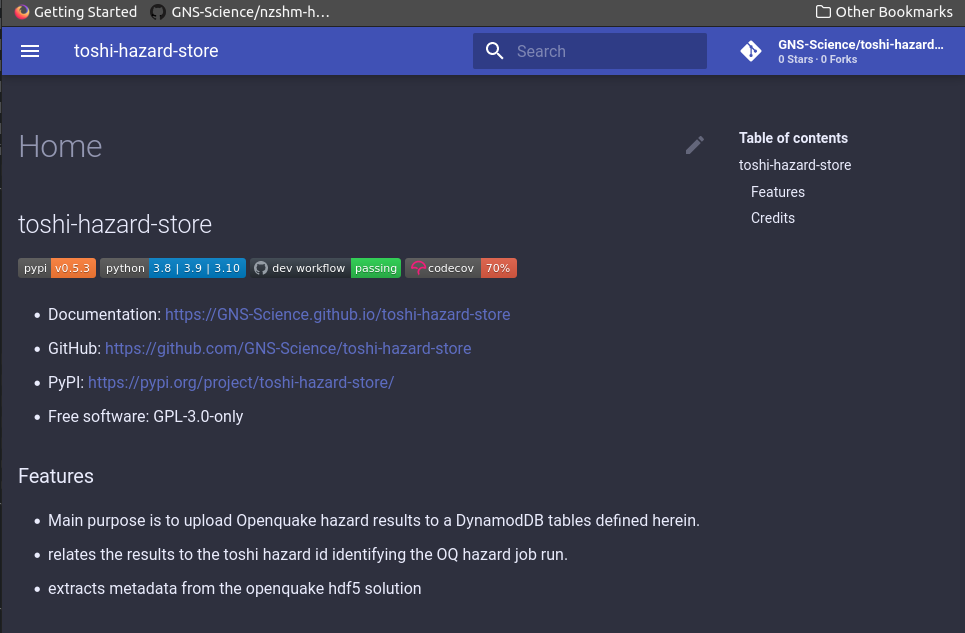 Getting Started GNS-Science/nzshm-h... Other Bookmarks
toshi-hazard-store Search GNS-Science/toshi-hazard...
0 Stars · 0 Forks
Home
Table of contents
toshi-hazard-store
Features
Credits
toshi-hazard-store
pypi v0.5.3 python 3.8 | 3.9 | 3.10 dev workflow passing codecov 70%
• Documentation: https://GNS-Science.github.io/toshi-hazard-store
• GitHub: https://github.com/GNS-Science/toshi-hazard-store
• PyPI: https://pypi.org/project/toshi-hazard-store/
• Free software: GPL-3.0-only
Features
• Main purpose is to upload Openquake hazard results to a DynamodDB tables defined herein.
• relates the results to the toshi hazard id identifying the OQ hazard job run.
• extracts metadata from the openquake hdf5 solution